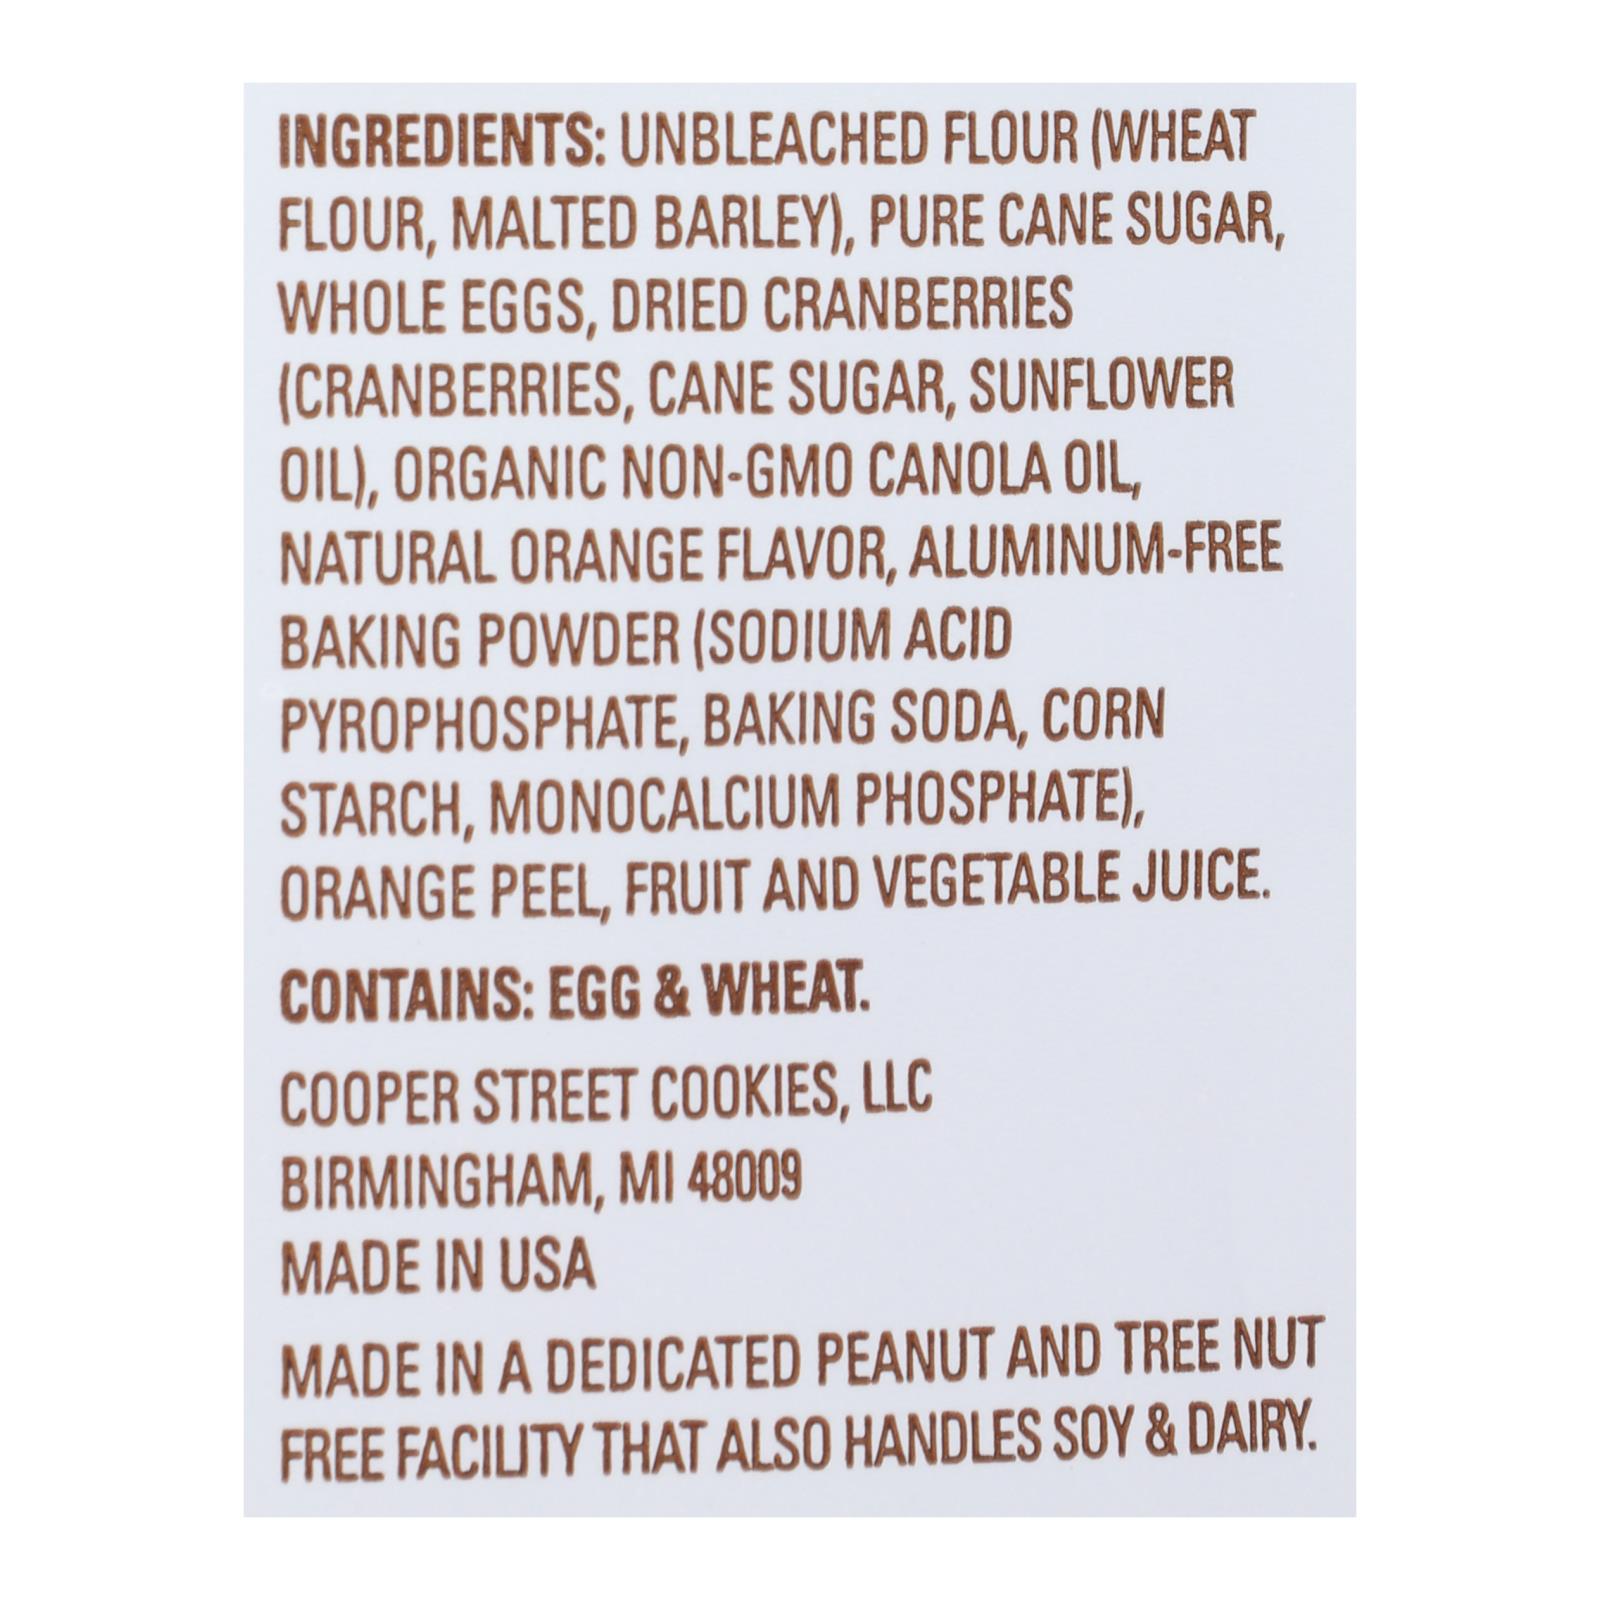 INGREDIENTS: UNBLEACHED FLOUR (WHEAT
FLOUR, MALTED BARLEY), PURE CANE SUGAR,
WHOLE EGGS, DRIED CRANBERRIES
(CRANBERRIES, CANE SUGAR, SUNFLOWER
OIL), ORGANIC NON-GMO CANOLA OIL,
NATURAL ORANGE FLAVOR, ALUMINUM-FREE
BAKING POWDER (SODIUM ACID
PYROPHOSPHATE, BAKING SODA, CORN
STARCH, MONOCALCIUM PHOSPHATE),
ORANGE PEEL, FRUIT AND VEGETABLE JUICE.
CONTAINS: EGG & WHEAT.
COOPER STREET COOKIES, LLC
BIRMINGHAM, MI 48009
MADE IN USA
MADE IN A DEDICATED PEANUT AND TREE NUT
FREE FACILITY THAT ALSO HANDLES SOY & DAIRY.